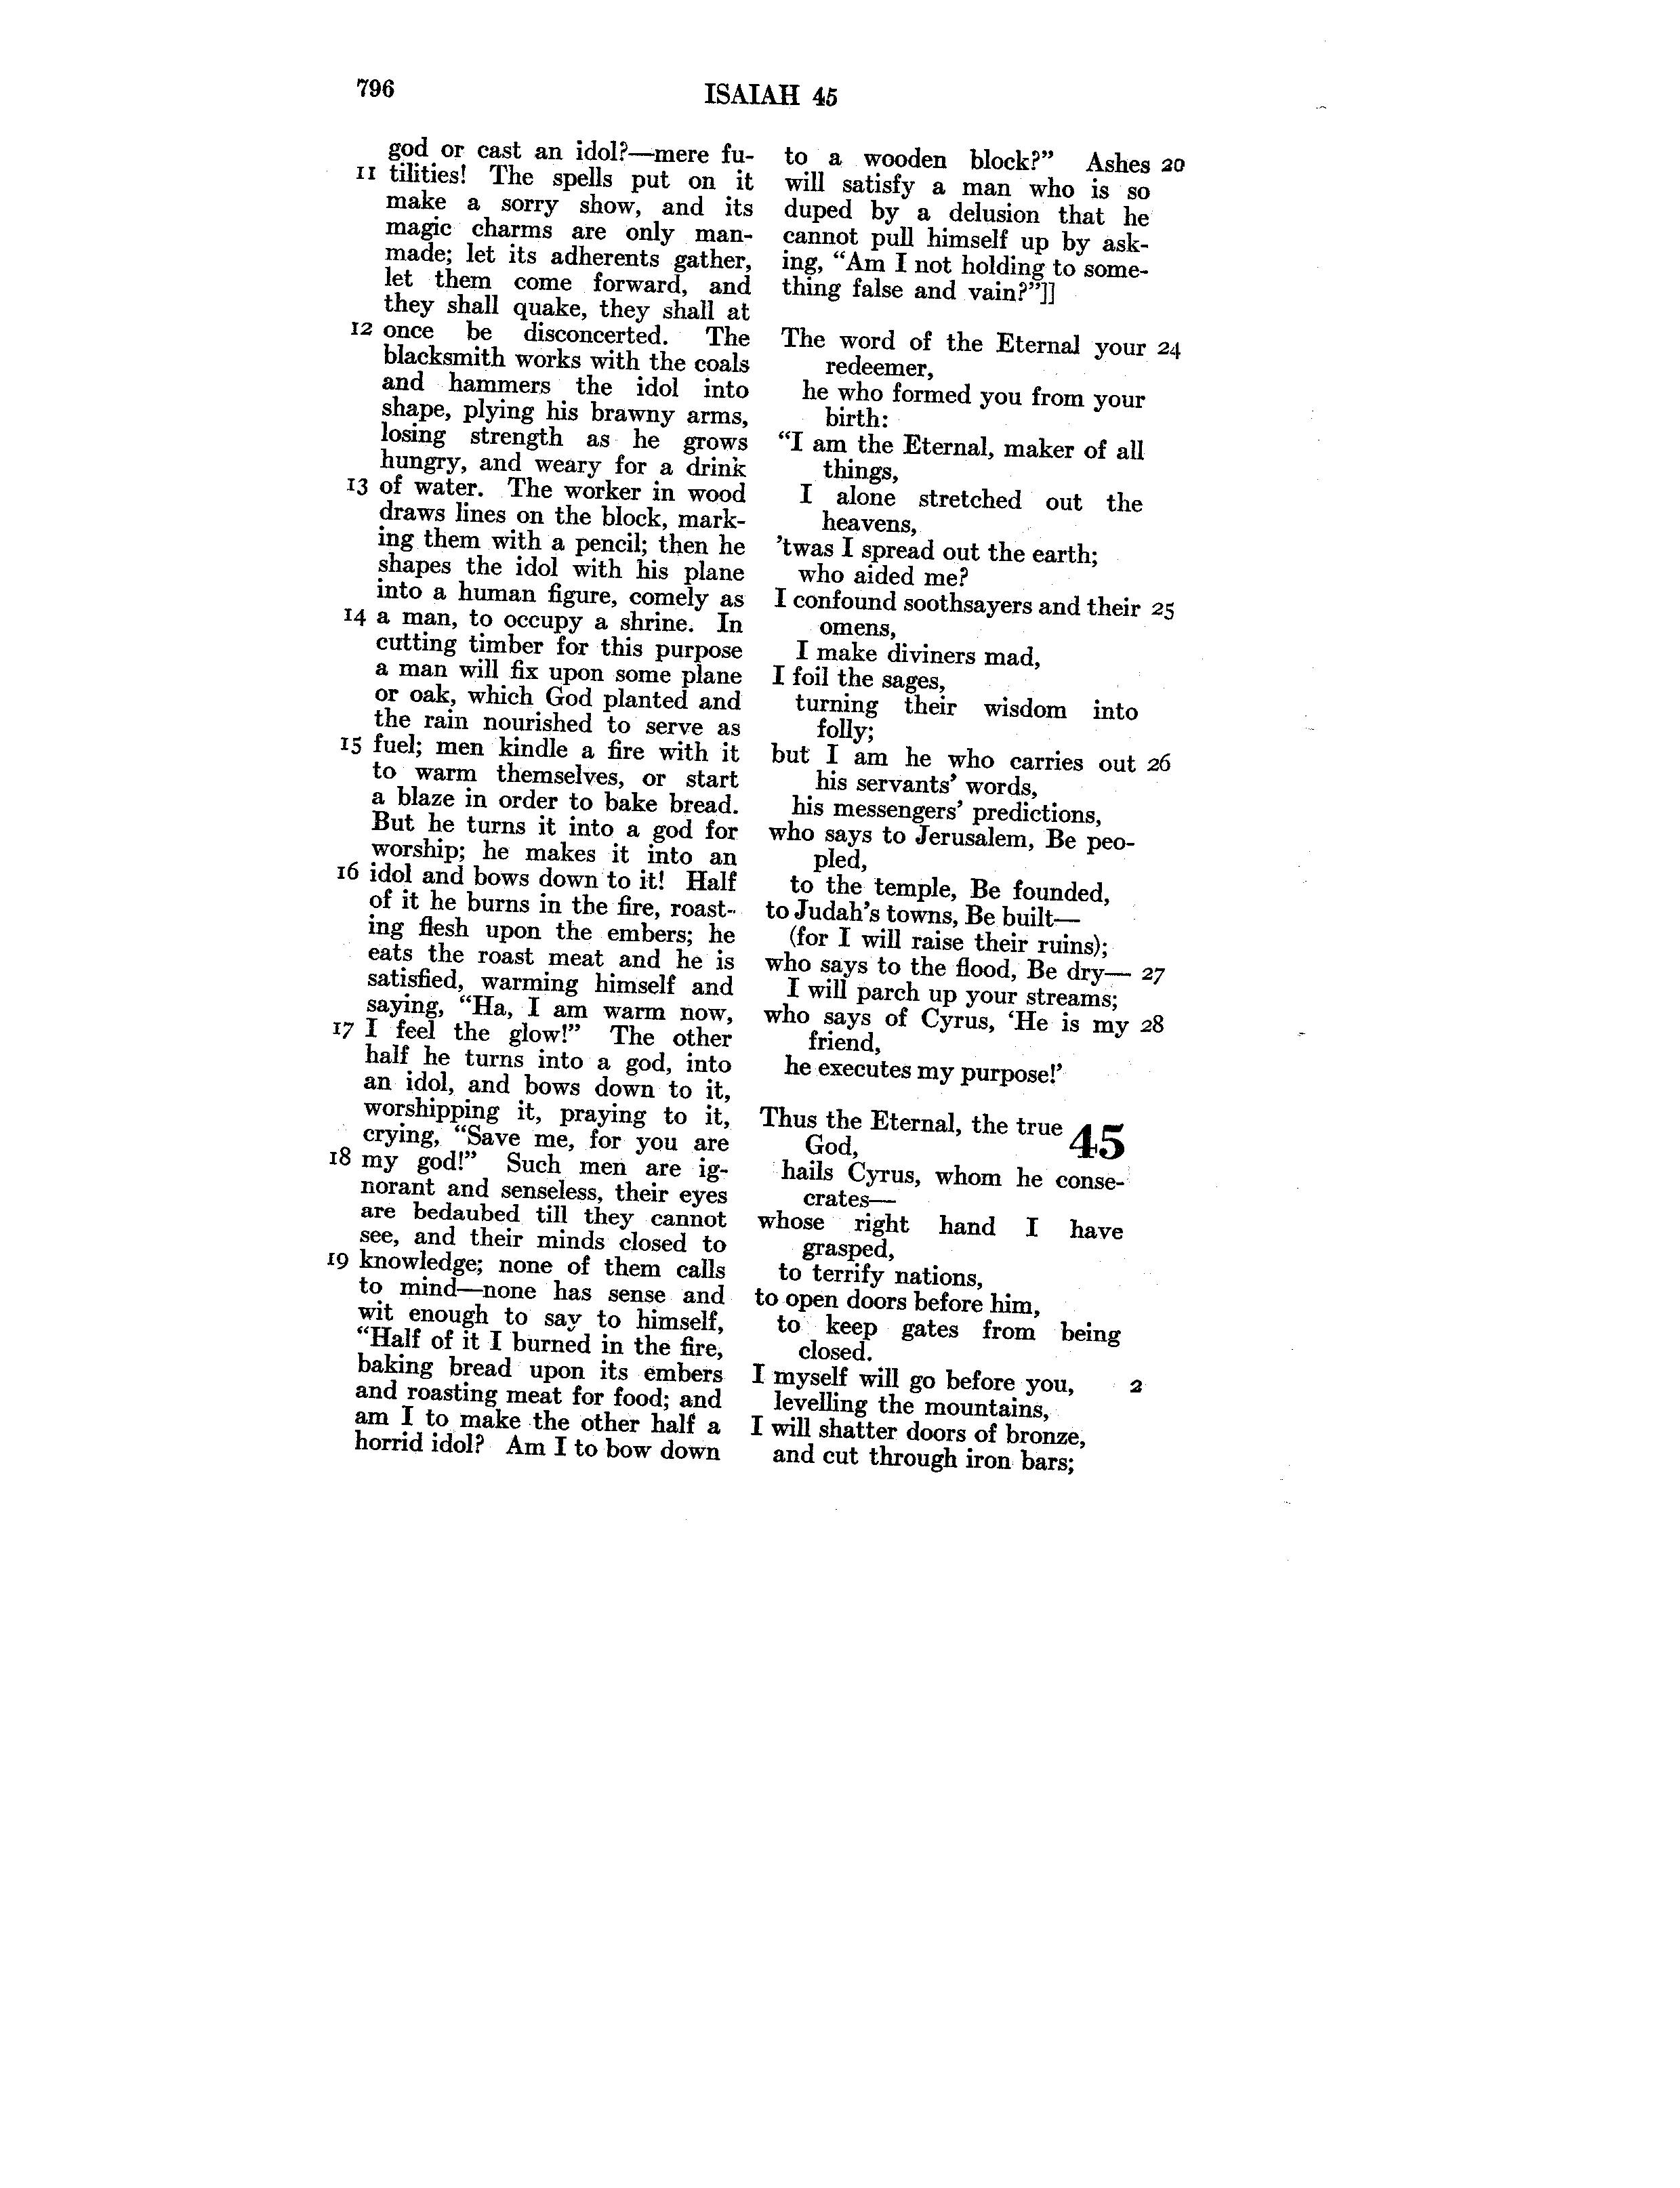 796
ISAIAH 45
god or cast an idol?—mere fu-
11 tilities! The spells put on it
make a sorry show, and its
magic charms are only man-
made; let its adherents gather,
let them come forward, and
they shall quake, they shall at
12 once be disconcerted. The
blacksmith works with the coals
and hammers the idol into
shape, plying his brawny arms,
losing strength as he grows
hungry, and weary for a drink
13 of water. The worker in wood
draws lines on the block, mark-
ing them with a pencil; then he
shapes the idol with his plane
into a human figure, comely as
14 a man, to occupy a shrine. In
cutting timber for this purpose
a man will fix upon some plane
or oak, which God planted and
the rain nourished to serve as
15 fuel; men kindle a fire with it
to warm themselves, or start
a blaze in order to bake bread.
But he turns it into a god for
worship; he makes it into an
16 idol and bows down to it! Half
of it he burns in the fire, roast-
ing flesh upon the embers; he
eats the roast meat and he is
satisfied, warming himself and
saying, “Ha, I am warm now,
17 I feel the glow!” The other
half he turns into a god, into
an idol, and bows down to it,
worshipping it, praying to it,
crying, “Save me, for you are
18 my god!” Such men are ig-
norant and senseless, their eyes
are bedaubed till they cannot
see, and their minds closed to
19 knowledge; none of them calls
to mind—none has sense and
wit enough to say to himself,
“Half of it I burned in the fire,
baking bread upon its embers
and roasting meat for food; and
am I to make the other half a
horrid idol? Am I to bow down
to a wooden block?” Ashes 20
will satisfy a man who is so
duped by a delusion that he
cannot pull himself up by ask-
ing, “Am I not holding to some-
thing false and vain?”]]
The word of the Eternal your 24
redeemer,
he who formed you from your
birth:
“I am the Eternal, maker of all
things,
I alone stretched out the
heavens,
’twas I spread out the earth;
who aided me?
I confound soothsayers and their 25
omens,
I make diviners mad,
I foil the sages,
turning their wisdom into
folly;
but I am he who carries out 26
his servants’ words,
his messengers’ predictions,
who says to Jerusalem, Be peo-
pled,
to the temple, Be founded,
to Judah’s towns, Be built—
(for I will raise their ruins);
who says to the flood, Be dry— 27
I will parch up your streams;
who says of Cyrus, ‘He is my 28
friend,
he executes my purpose!’
Thus the Eternal, the true 45
God,
hails Cyrus, whom he conse-
crates—
whose right hand I have
grasped,
to terrify nations,
to open doors before him,
to keep gates from being
closed.
I myself will go before you, 2
levelling the mountains,
I will shatter doors of bronze,
and cut through iron bars;